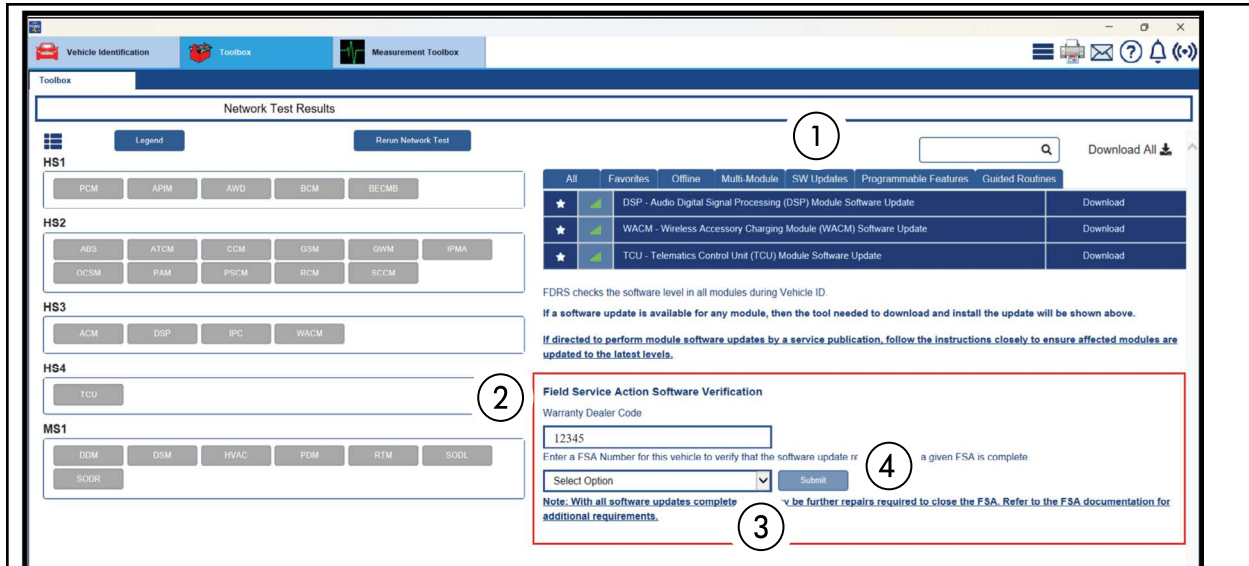 Vehicle Identification
Toolbox
Measurement Toolbox
Toolbox
Network Test Results
Legend
Rerun Network Test
1
Download All
HS1
PCM APIM AWD BCM BECMB
HS2
ABS ATCM CCM GSM GWM IPMA
OCSM PAM PSCM RCM SCCM
HS3
ACM DSP IPC WACM
HS4
TCU
MS1
DDM DSM HVAC PDM RTM SODL
SODR
All Favorites Offline Multi-Module SW Updates Programmable Features Guided Routines
DSP - Audio Digital Signal Processing (DSP) Module Software Update Download
WACM - Wireless Accessory Charging Module (WACM) Software Update Download
TCU - Telematics Control Unit (TCU) Module Software Update Download
FDRS checks the software level in all modules during Vehicle ID.
If a software update is available for any module, then the tool needed to download and install the update will be shown above.
If directed to perform module software updates by a service publication, follow the instructions closely to ensure affected modules are
updated to the latest levels.
2
Field Service Action Software Verification
Warranty Dealer Code
12345
Enter a FSA Number for this vehicle to verify that the software update re a given FSA is complete.
4
Select Option Submit
Note: With all software updates complete be further repairs required to close the FSA. Refer to the FSA documentation for
additional requirements.
3